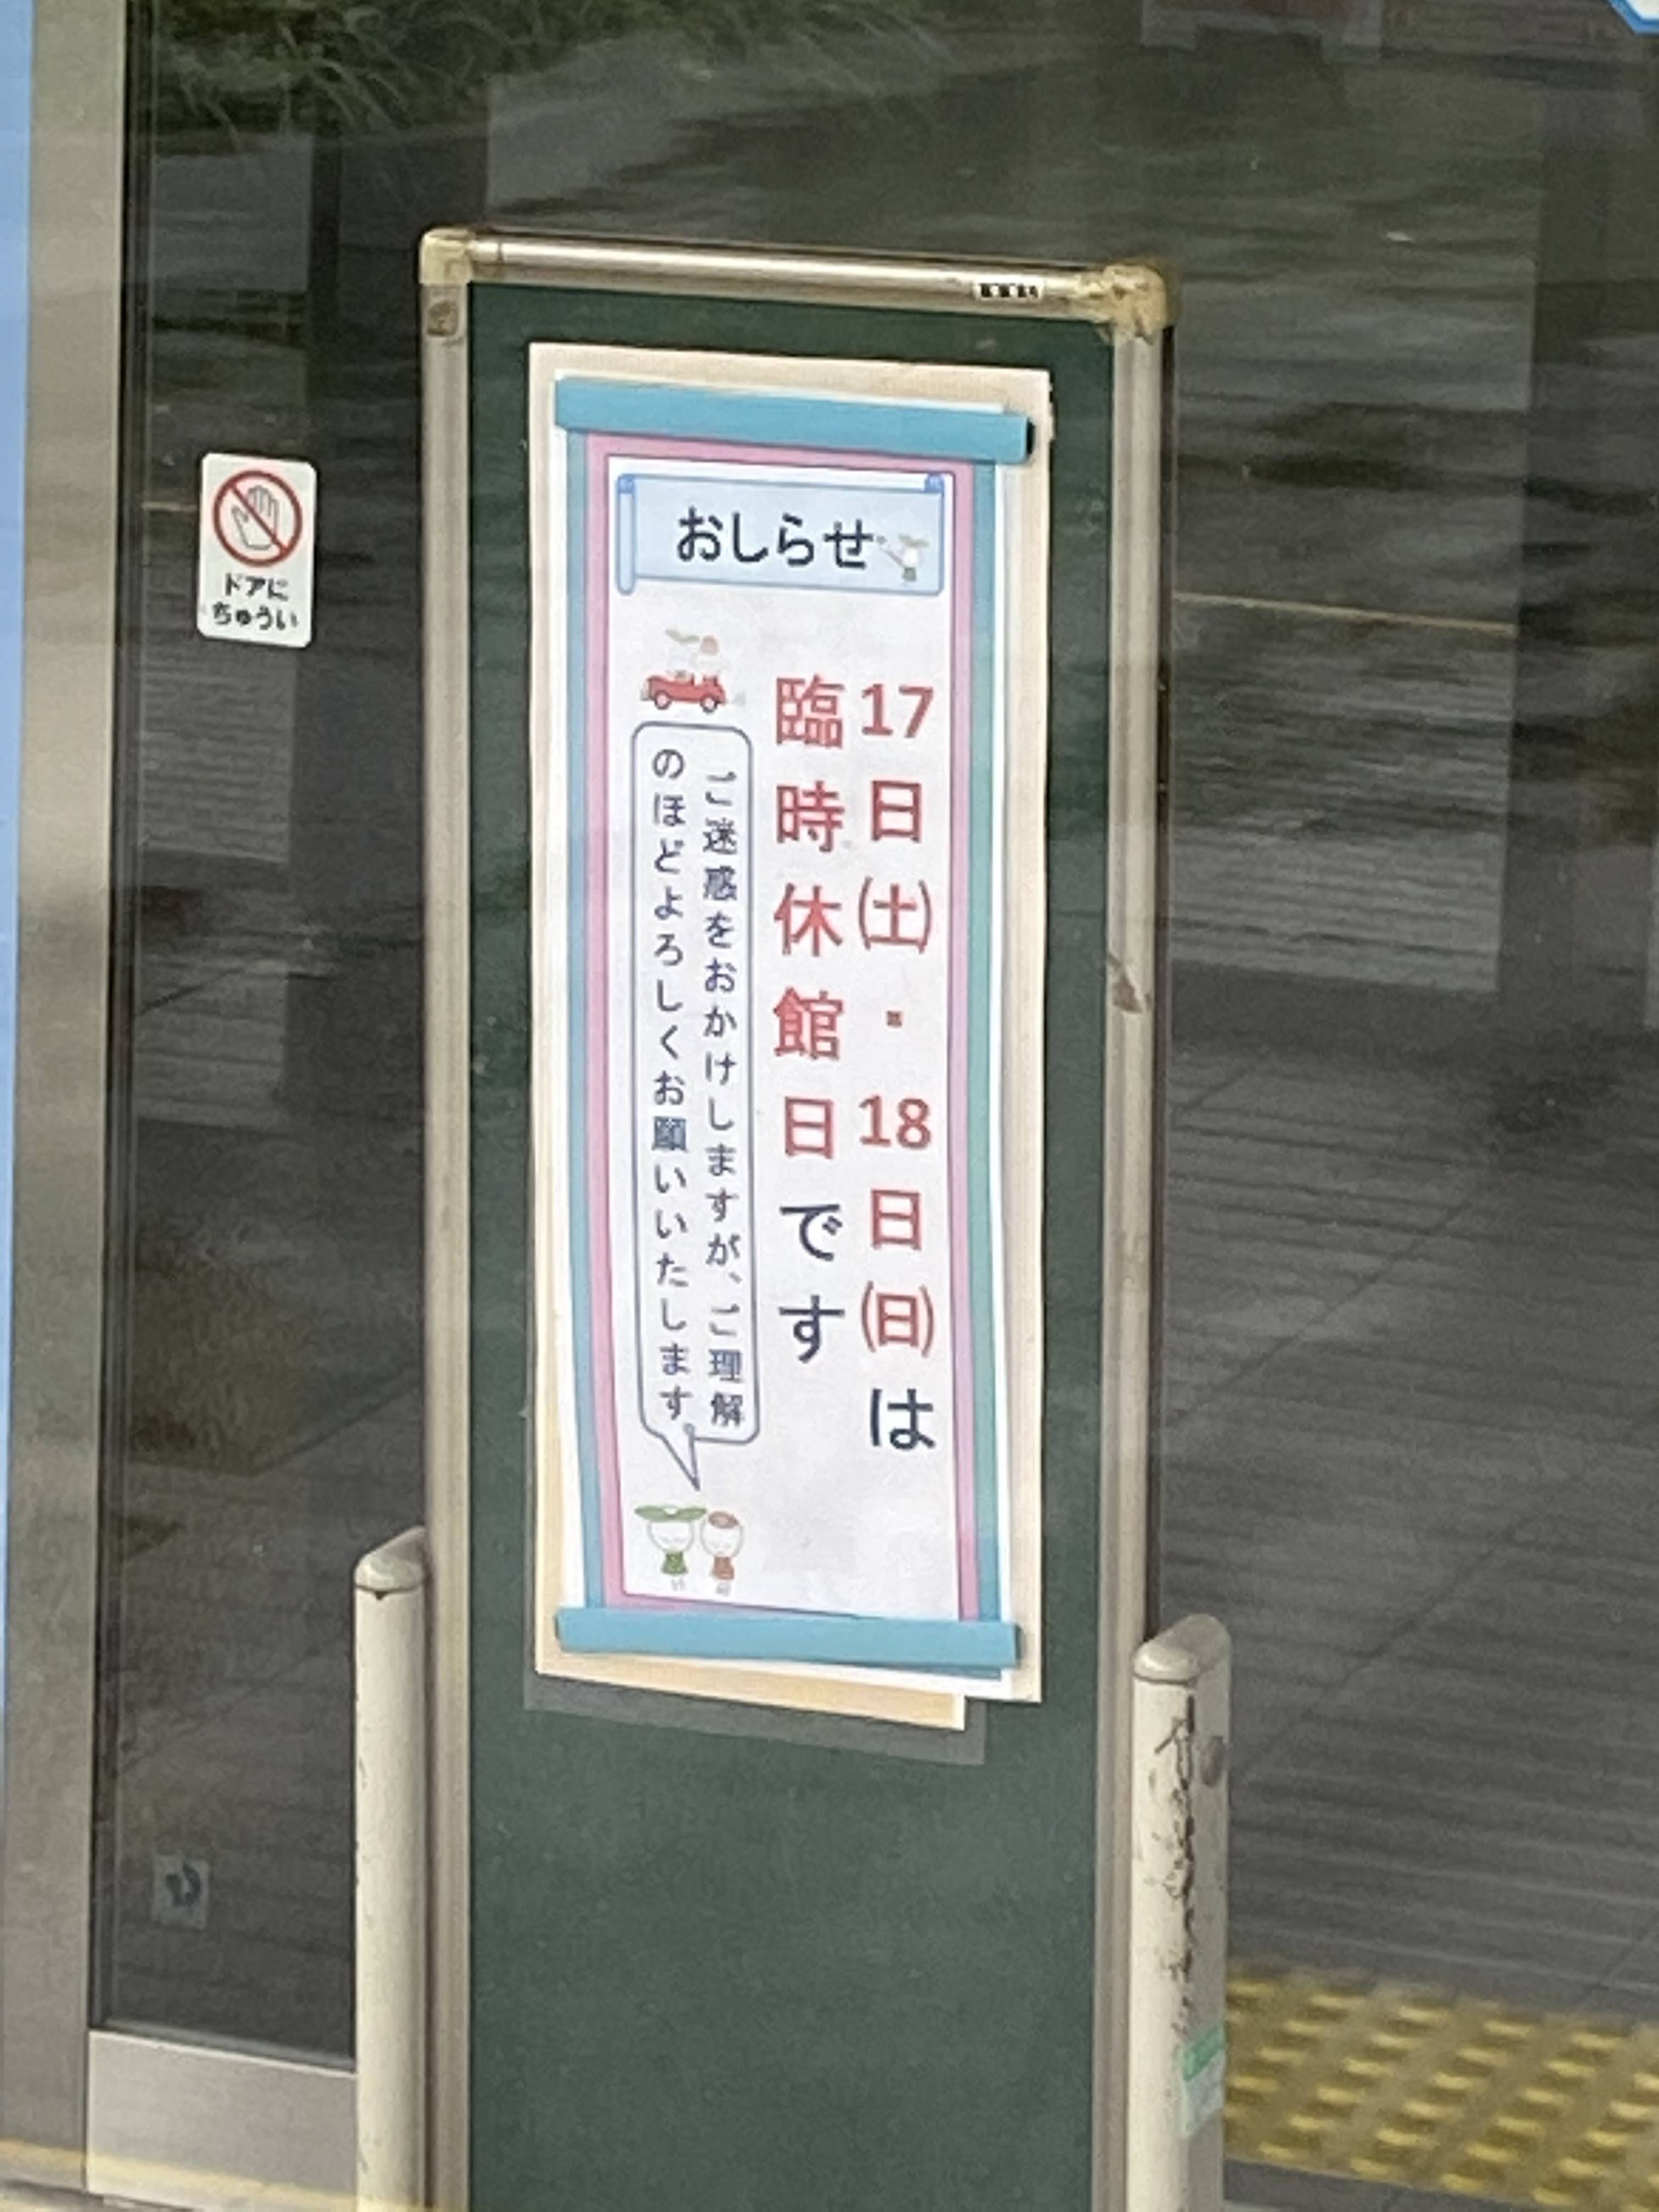 おしらせ
17日㈯・18日㈰は
臨時休館日です
ご迷惑をおかけしますが、ご理解
のほどよろしくお願いいたします
ドアに
ちゅうい